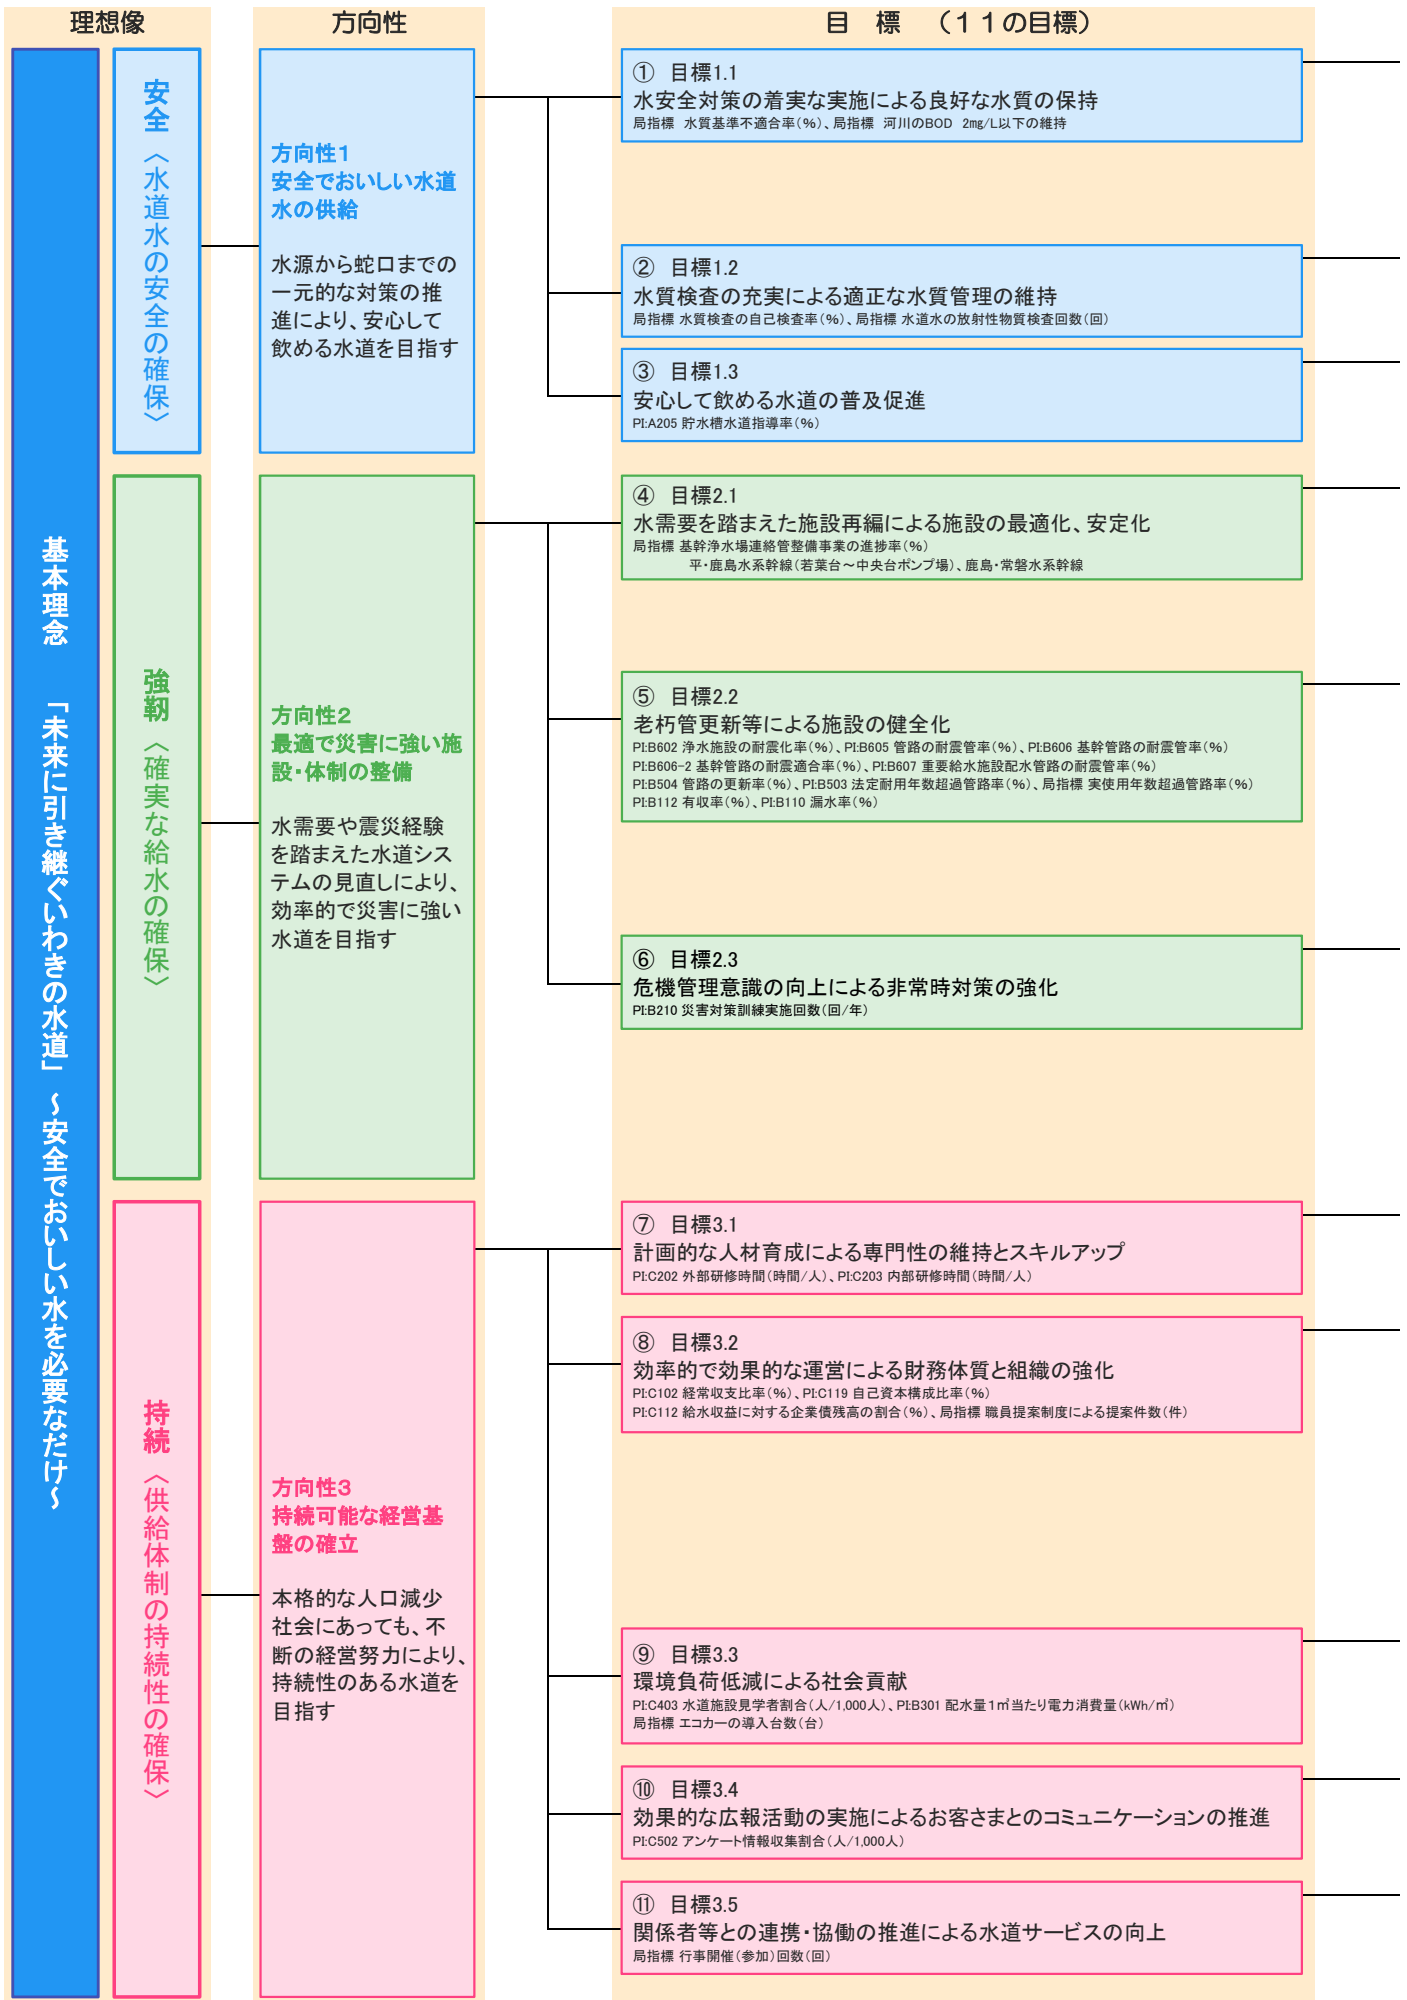 理想像
方向性
目　標　（１１の目標）
基本理念　「未来に引き継ぐいわきの水道」～安全でおいしい水を必要なだけ～
安全〈水道水の安全の確保〉
方向性１
安全でおいしい水道
水の供給
水源から蛇口までの
一元的な対策の推
進により、安心して
飲める水道を目指す
①　目標1.1
水安全対策の着実な実施による良好な水質の保持
局指標 水質基準不適合率（%）、局指標 河川のBOD 2㎎/L以下の維持
②　目標1.2
水質検査の充実による適正な水質管理の維持
局指標 水質検査の自己検査率（%）、局指標 水道水の放射性物質検査回数（回）
③　目標1.3
安心して飲める水道の普及促進
PI:A205 貯水槽水道指導率（%）
強靭〈確実な給水の確保〉
方向性２
最適で災害に強い施
設・体制の整備
水需要や震災経験
を踏まえた水道シス
テムの見直しにより、
効率的で災害に強い
水道を目指す
④　目標2.1
水需要を踏まえた施設再編による施設の最適化、安定化
局指標 基幹浄水場連絡管整備事業の進捗率（%）
平・鹿島水系幹線（若葉台～中央台ポンプ場）、鹿島・常磐水系幹線
⑤　目標2.2
老朽管更新等による施設の健全化
PI:B602 浄水施設の耐震化率（%）、PI:B605 管路の耐震管率（%）、PI:B606 基幹管路の耐震管率（%）
PI:B606-2 基幹管路の耐震適合率（%）、PI:B607 重要給水施設配水管路の耐震管率（%）
PI:B504 管路の更新率（%）、PI:B503 法定耐用年数超過管路率（%）、局指標 実使用年数超過管路率（%）
PI:B112 有収率（%）、PI:B110 漏水率（%）
⑥　目標2.3
危機管理意識の向上による非常時対策の強化
PI:B210 災害対策訓練実施回数（回/年）
持続〈供給体制の持続性の確保〉
方向性３
持続可能な経営基
盤の確立
本格的な人口減少
社会にあっても、不
断の経営努力により、
持続性のある水道を
目指す
⑦　目標3.1
計画的な人材育成による専門性の維持とスキルアップ
PI:C202 外部研修時間（時間/人）、PI:C203 内部研修時間（時間/人）
⑧　目標3.2
効率的で効果的な運営による財務体質と組織の強化
PI:C102 経常収支比率（%）、PI:C119 自己資本構成比率（%）
PI:C112 給水収益に対する企業債残高の割合（%）、局指標 職員提案制度による提案件数（件）
⑨　目標3.3
環境負荷低減による社会貢献
PI:C403 水道施設見学者割合（人/1,000人）、PI:B301 配水量１㎥当たり電力消費量（kWh/㎥）
局指標 エコカーの導入台数（台）
⑩　目標3.4
効果的な広報活動の実施によるお客さまとのコミュニケーションの推進
PI:C502 アンケート情報収集割合（人/1,000人）
⑪　目標3.5
関係者等との連携・協働の推進による水道サービスの向上
局指標 行事開催（参加）回数（回）